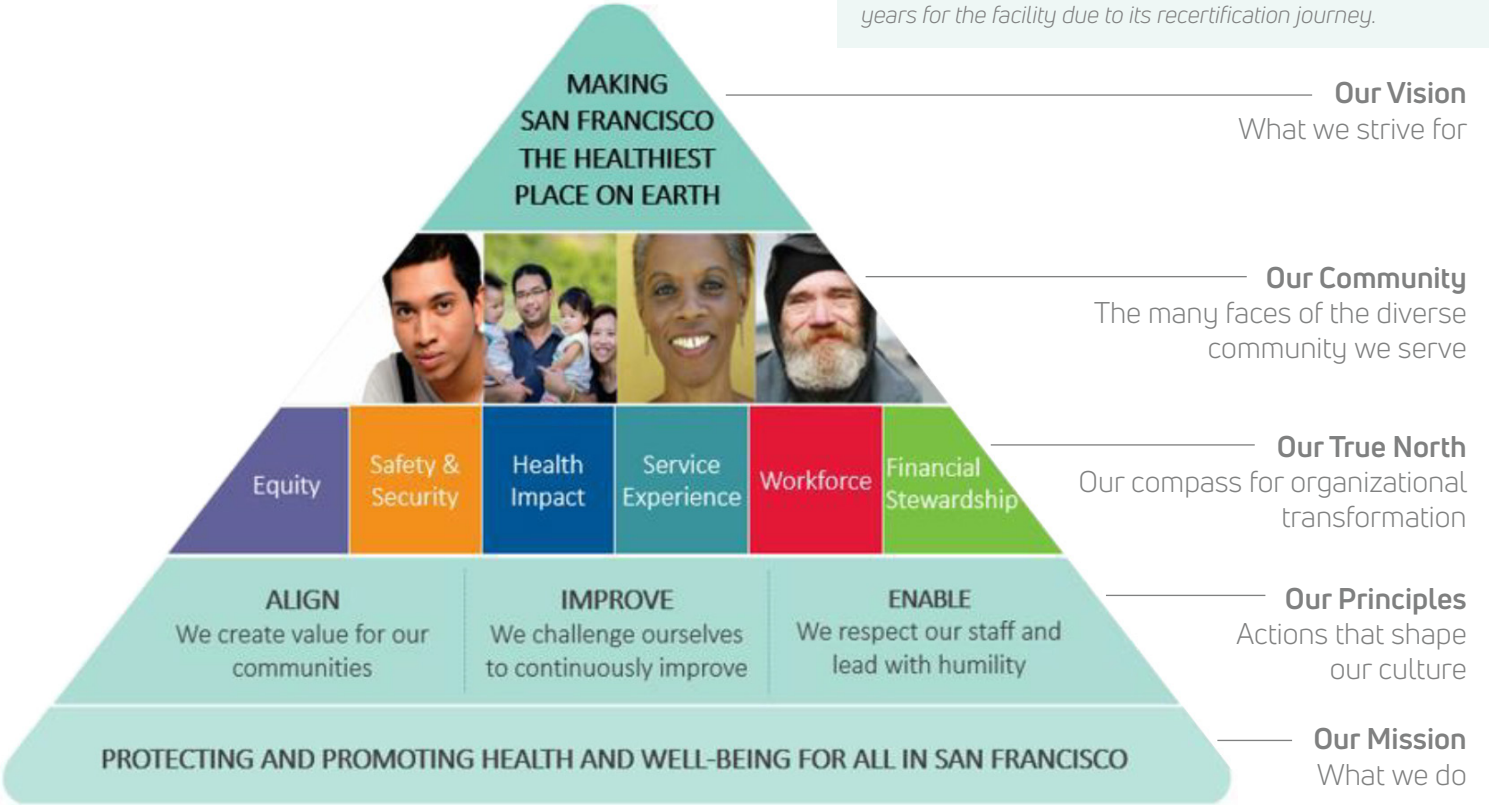 years for the facility due to its recertification journey.
MAKING
SAN FRANCISCO
THE HEALTHIEST
PLACE ON EARTH
Our Vision
What we strive for
Our Community
The many faces of the diverse
community we serve
Equity
Safety &
Security
Health
Impact
Service
Experience
Workforce
Financial
Stewardship
Our True North
Our compass for organizational
transformation
ALIGN
We create value for our
communities
IMPROVE
We challenge ourselves
to continuously improve
ENABLE
We respect our staff and
lead with humility
Our Principles
Actions that shape
our culture
PROTECTING AND PROMOTING HEALTH AND WELL-BEING FOR ALL IN SAN FRANCISCO
Our Mission
What we do